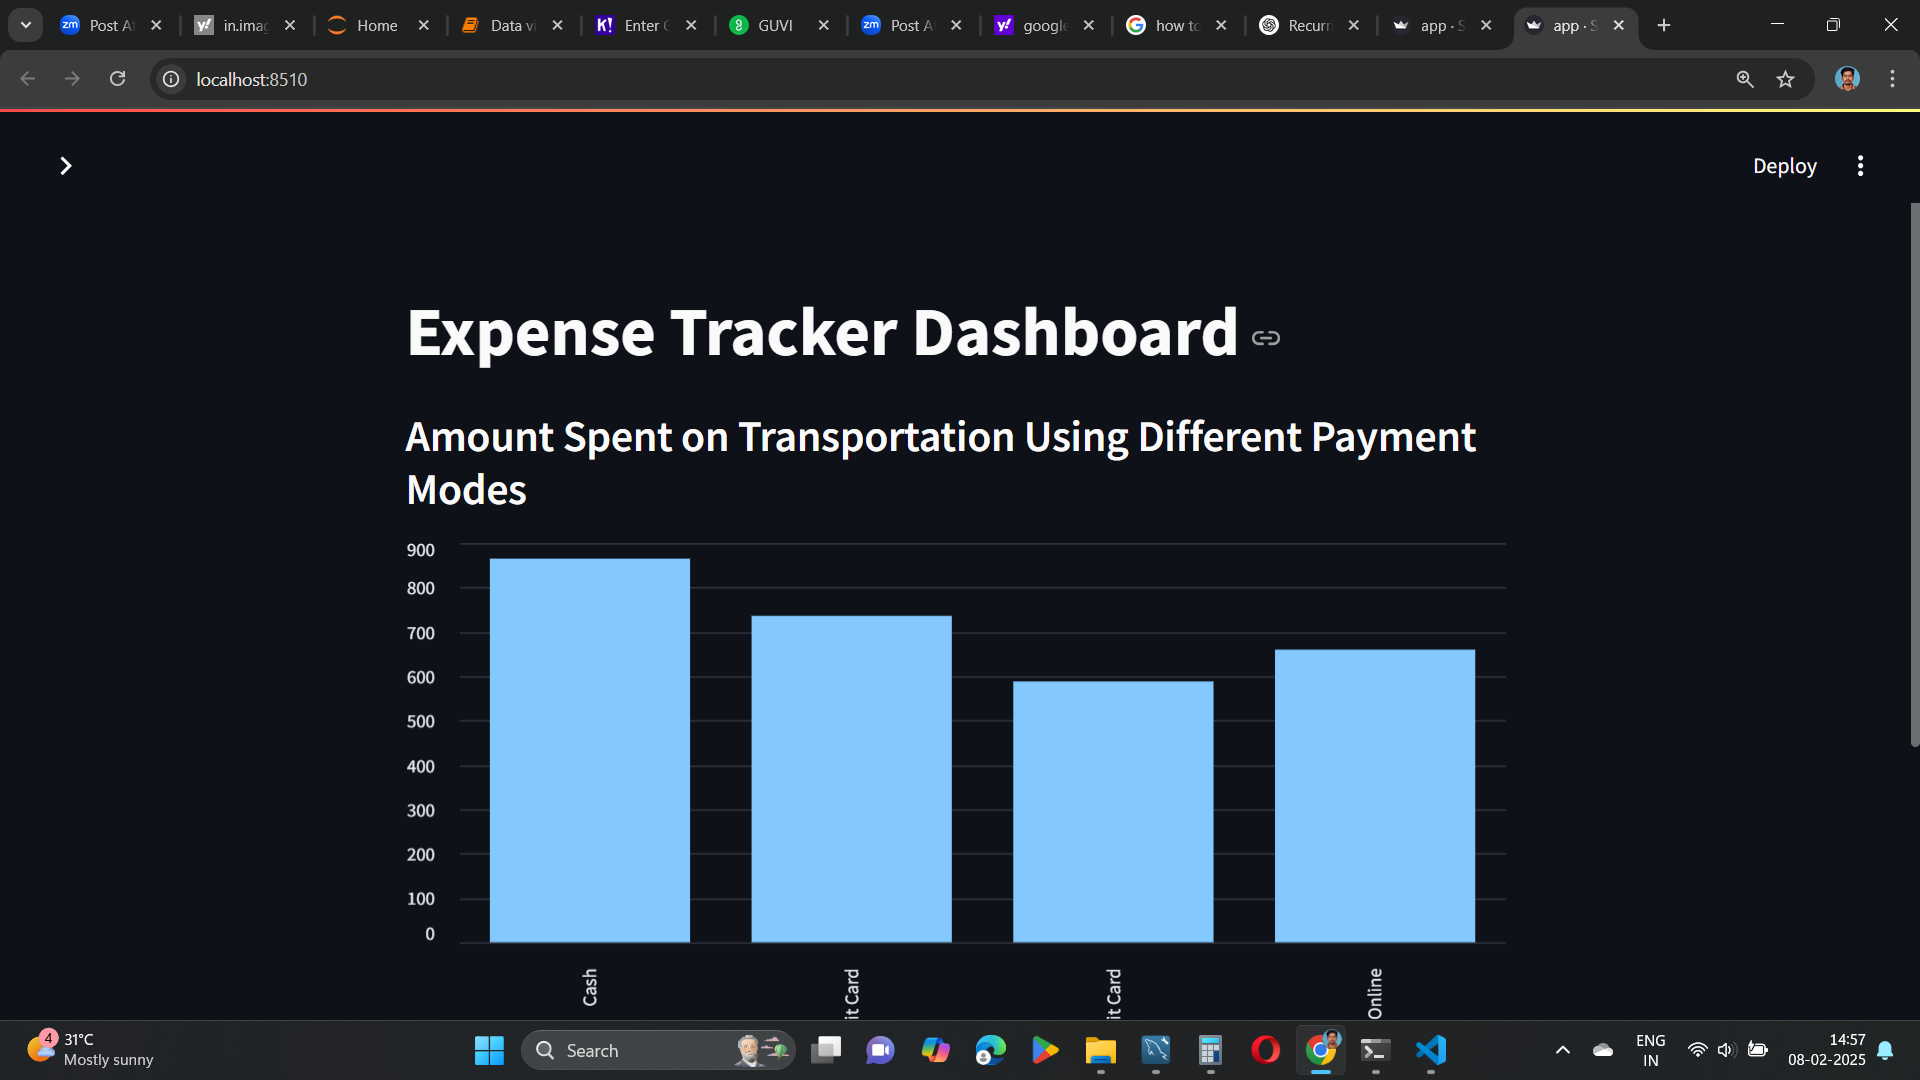 Post A
in.imag
Home
Data vi
Enter G
GUVI
Post A
google
how to
Recurr
app · S
app · S
localhost:8510
Deploy
Expense Tracker Dashboard
Amount Spent on Transportation Using Different Payment
Modes
900
800
700
600
500
400
300
200
100
0
Cash
it Card
it Card
Online
4
31°C
Mostly sunny
Search
ENG
IN
14:57
08-02-2025